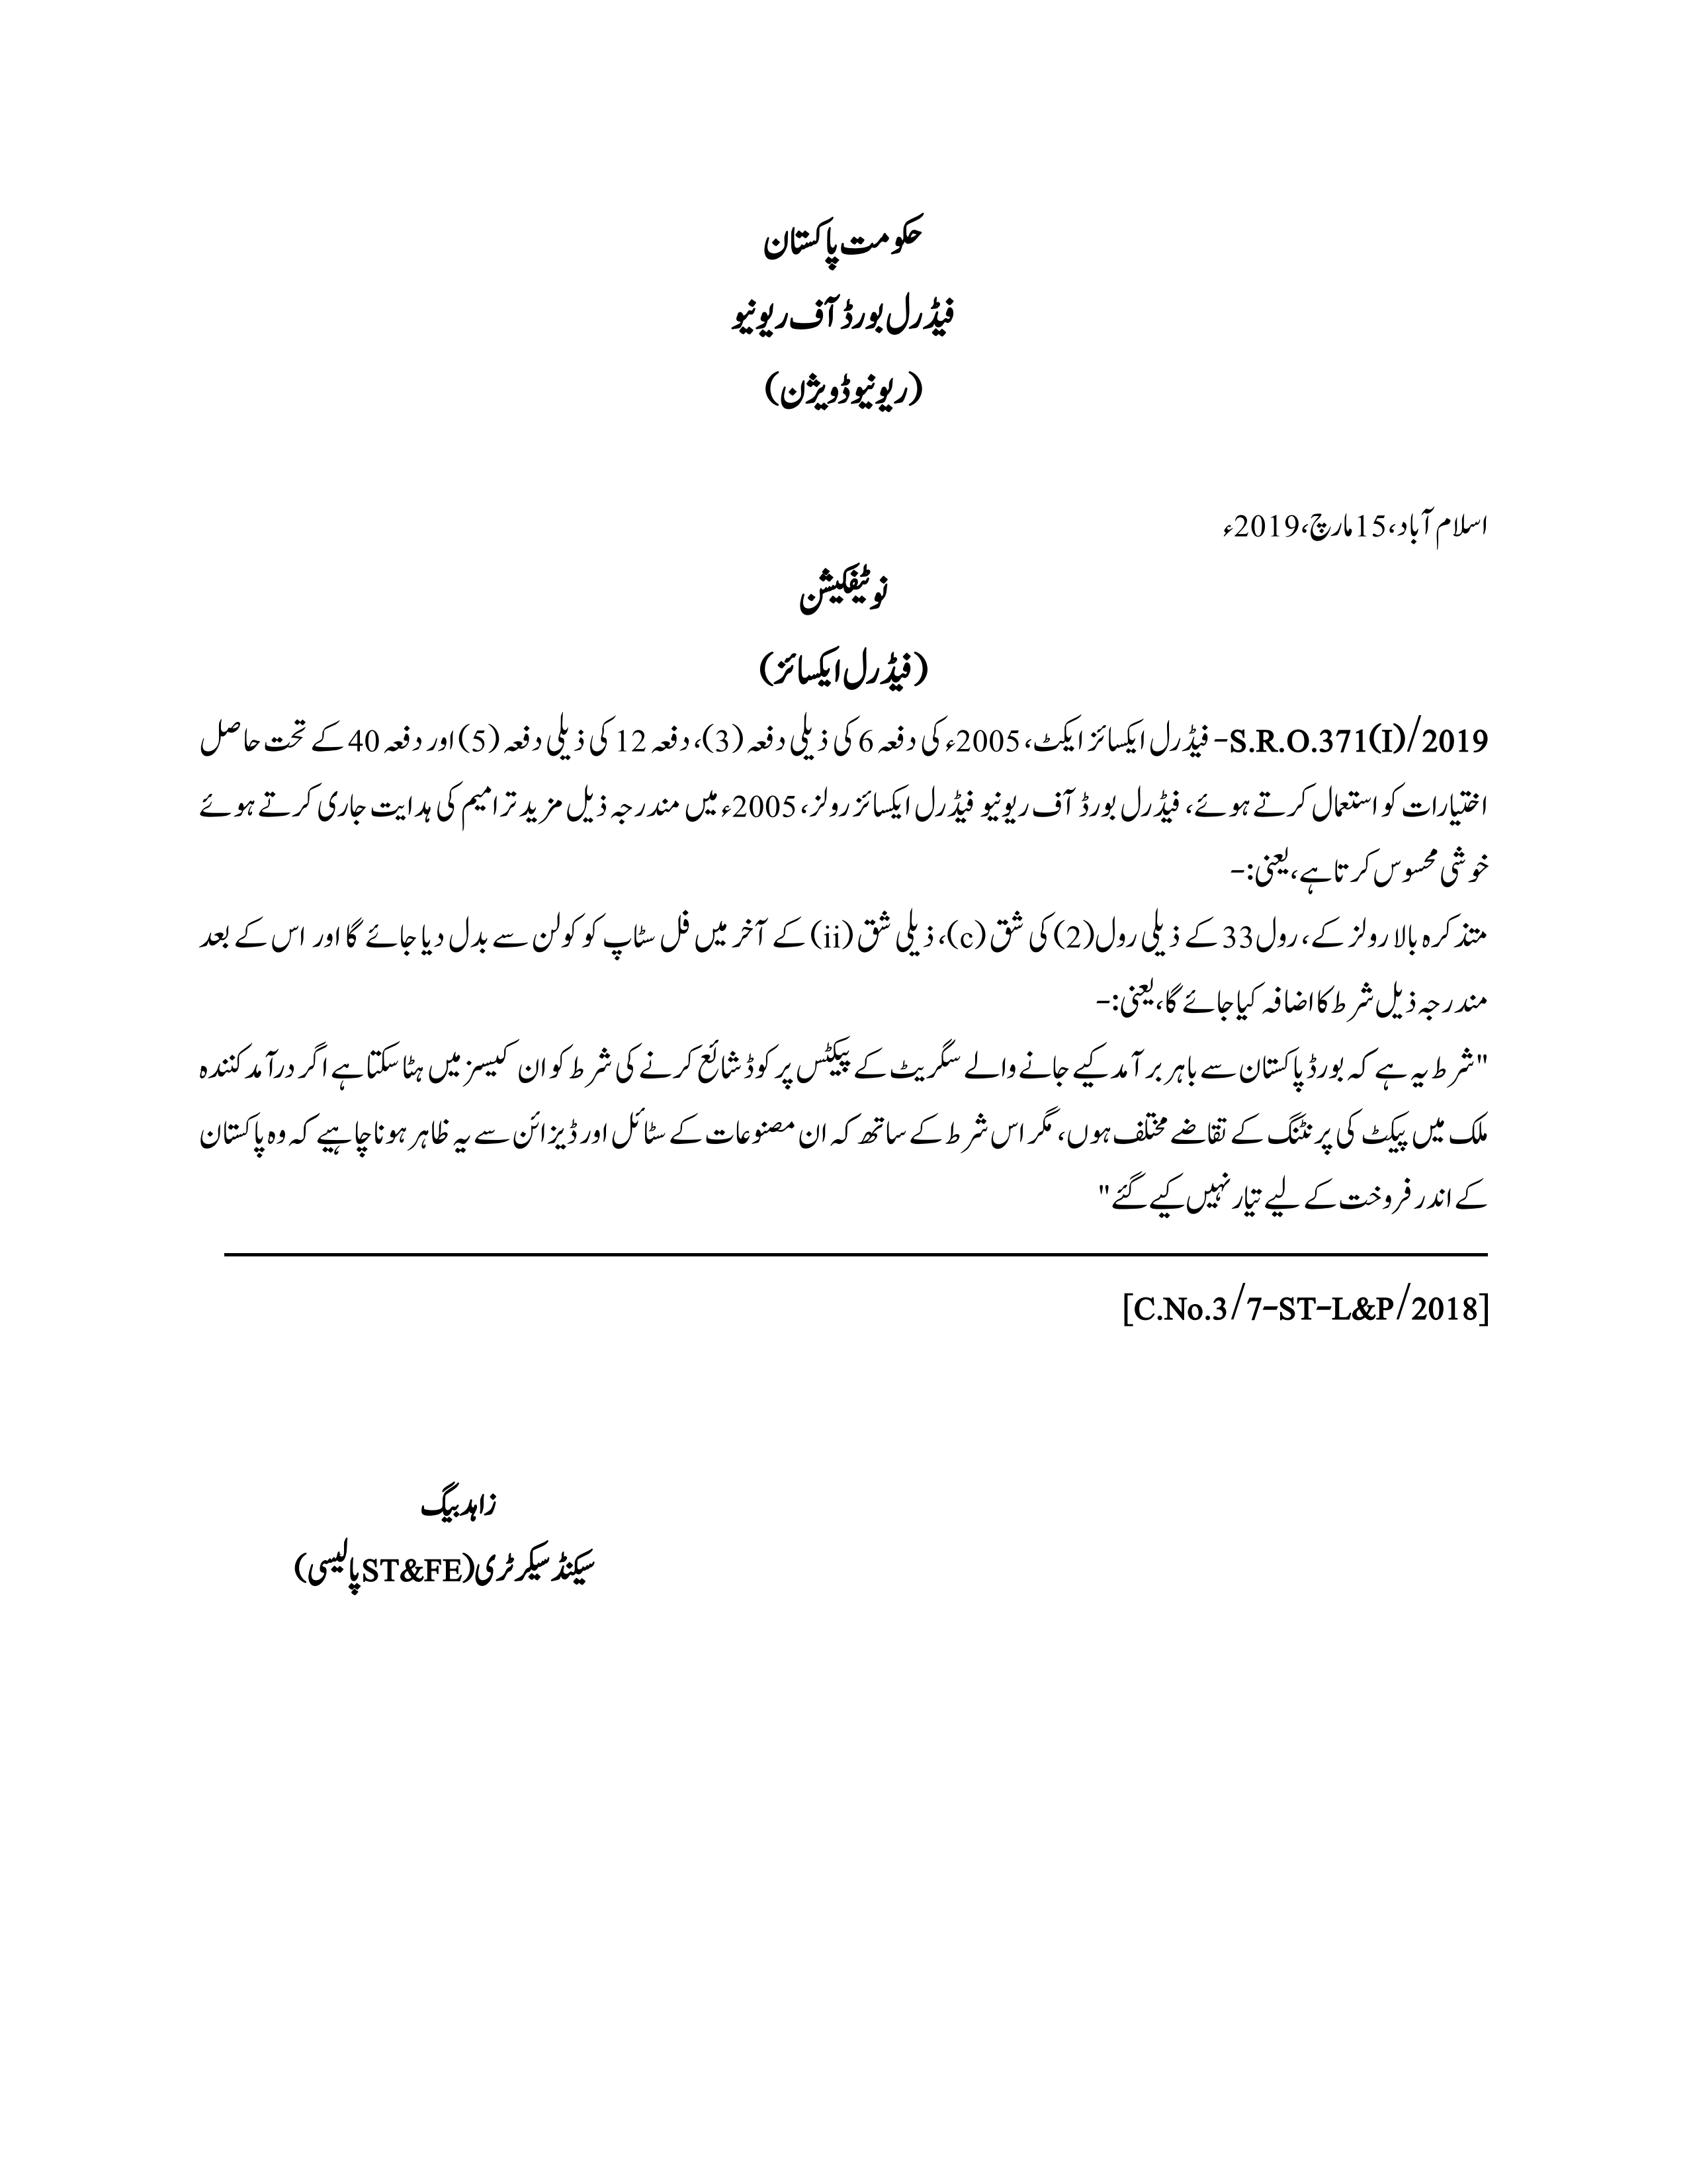 حکومت پاکستان
فیڈرل بورڈ آف ریونیو
(ریونیو ڈویژن)
اسلام آباد، 15 مارچ، 2019ء
نوٹیفکیشن
(فیڈرل ایکسائز)
S.R.O.371(I)/2019- فیڈرل ایکسائز ایکٹ، 2005ء کی دفعہ 6 کی ذیلی دفعہ (3)، دفعہ 12 کی ذیلی دفعہ (5) اور دفعہ 40 کے تحت حاصل
اختیارات کو استعمال کرتے ہوئے، فیڈرل بورڈ آف ریونیو فیڈرل ایکسائز رولز، 2005ء میں مندرجہ ذیل مزید ترامیم کی ہدایت جاری کرتے ہوئے
خوشی محسوس کرتا ہے، یعنی:-
متذکرہ بالا رولز کے، رول 33 کے ذیلی رول (2) کی شق (c)، ذیلی شق (ii) کے آخر میں فل سٹاپ کو کولن سے بدل دیا جائے گا اور اس کے بعد
مندرجہ ذیل شرط کا اضافہ کیا جائے گا، یعنی:-
"شرط یہ ہے کہ بورڈ پاکستان سے باہر برآمد کیے جانے والے سگریٹ کے پیکٹس پر کوڈ شائع کرنے کی شرط کو ان کیسز میں ہٹا سکتا ہے اگر درآمد کنندہ
ملک میں پیکٹ کی پرنٹنگ کے تقاضے مختلف ہوں، مگر اس شرط کے ساتھ کہ ان مصنوعات کے سٹائل اور ڈیزائن سے یہ ظاہر ہونا چاہیے کہ وہ پاکستان
کے اندر فروخت کے لیے تیار نہیں کیے گئے"
[C.No.3/7-ST-L&P/2018]
زاہد بیگ
سیکنڈ سیکرٹری (ST&FE پالیسی)